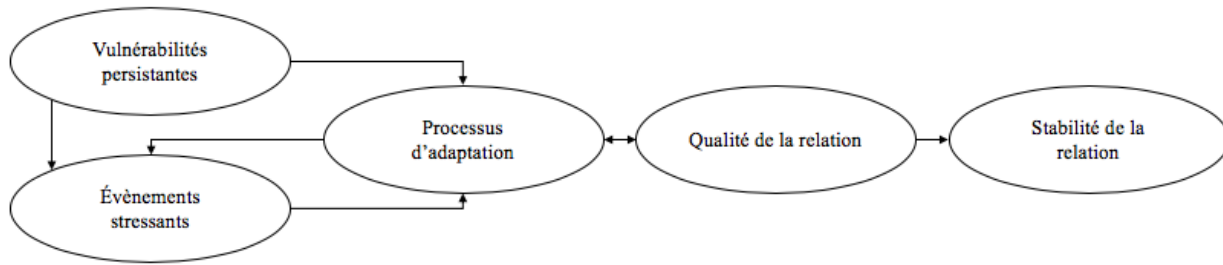 Vulnérabilités
persistantes
Processus
d'adaptation
Qualité de la relation
Stabilité de la
relation
Évènements
stressants